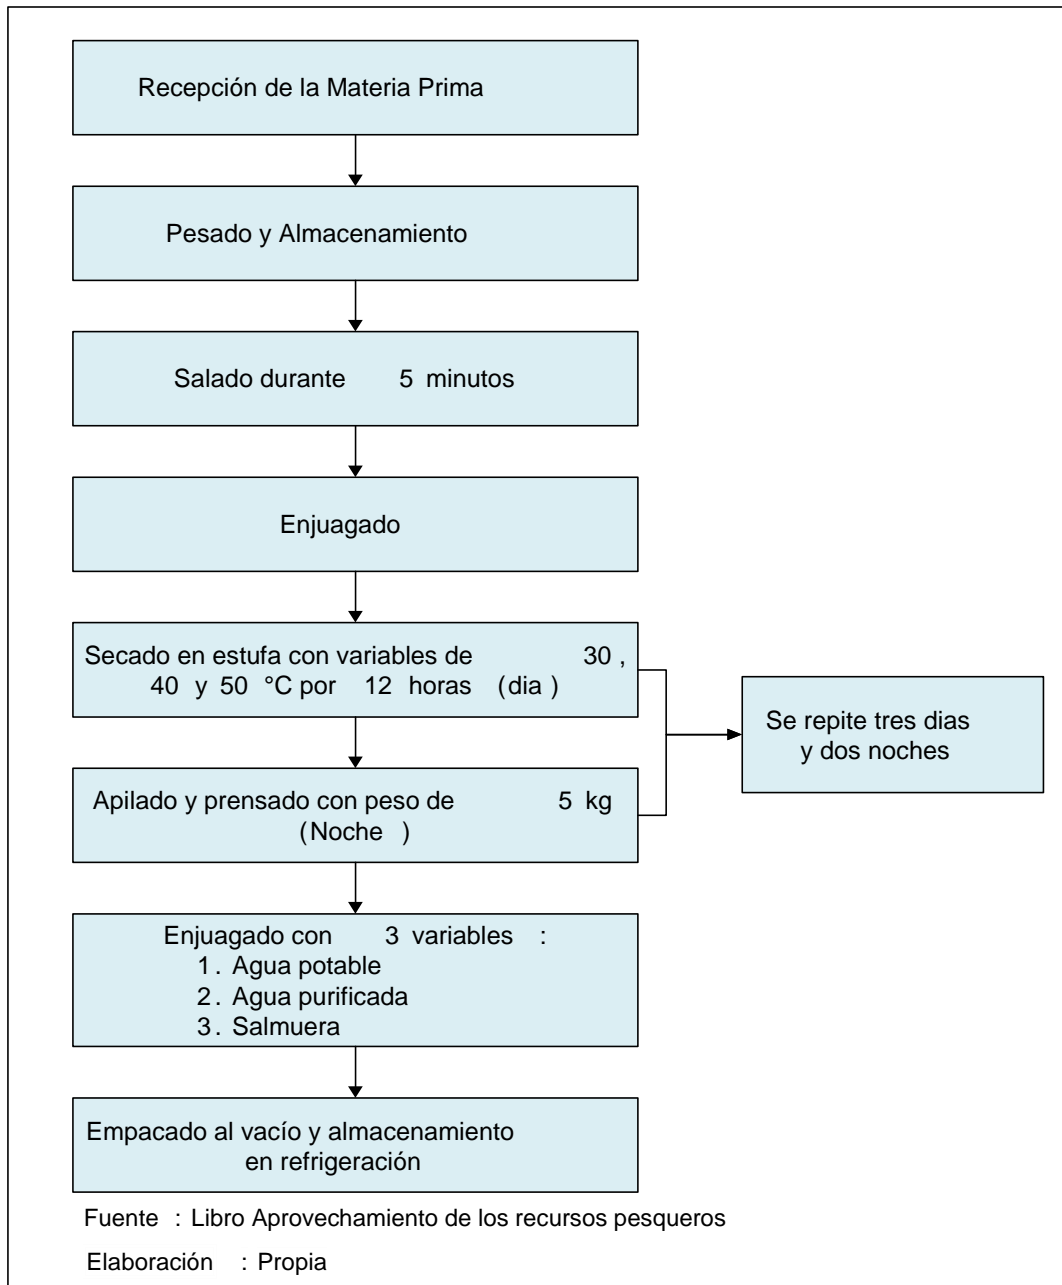 Recepción de la Materia Prima
Pesado y Almacenamiento
Salado durante 5 minutos
Enjuagado
Secado en estufa con variables de 30 ,
40 y 50 °C por 12 horas (dia )
Se repite tres dias
y dos noches
Apilado y prensado con peso de 5 kg
(Noche )
Enjuagado con 3 variables :
1. Agua potable
2. Agua purificada
3. Salmuera
Empacado al vacío y almacenamiento
en refrigeración
Fuente : Libro Aprovechamiento de los recursos pesqueros
Elaboración : Propia